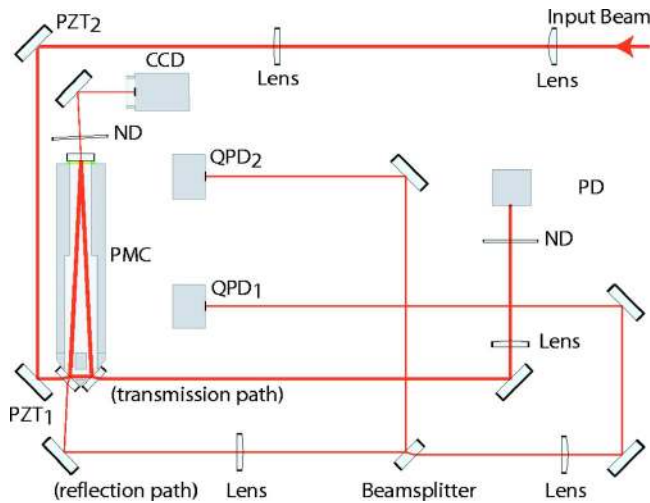 PZT2
Input Beam
CCD
Lens
Lens
ND
QPD2
PD
ND
PMC
QPD1
Lens
(transmission path)
PZT1
(reflection path)
Lens
Beamsplitter
Lens